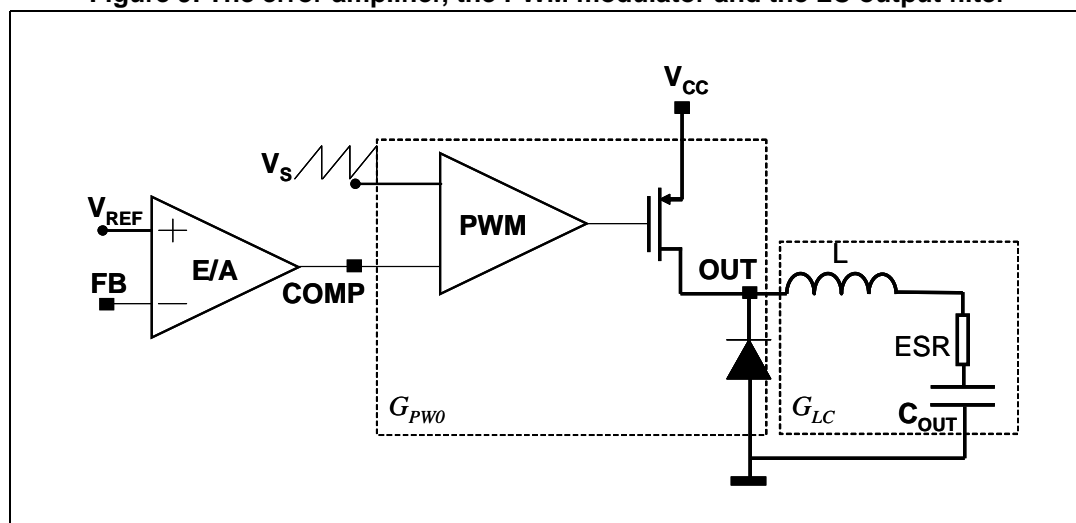 Figure 9. The error amplifier, the PWM modulator and the LC output filter
V_CC
V_S
V_REF
+
PWM
E/A
FB
−
COMP
OUT
L
ESR
G_PW0
G_LC
C_OUT